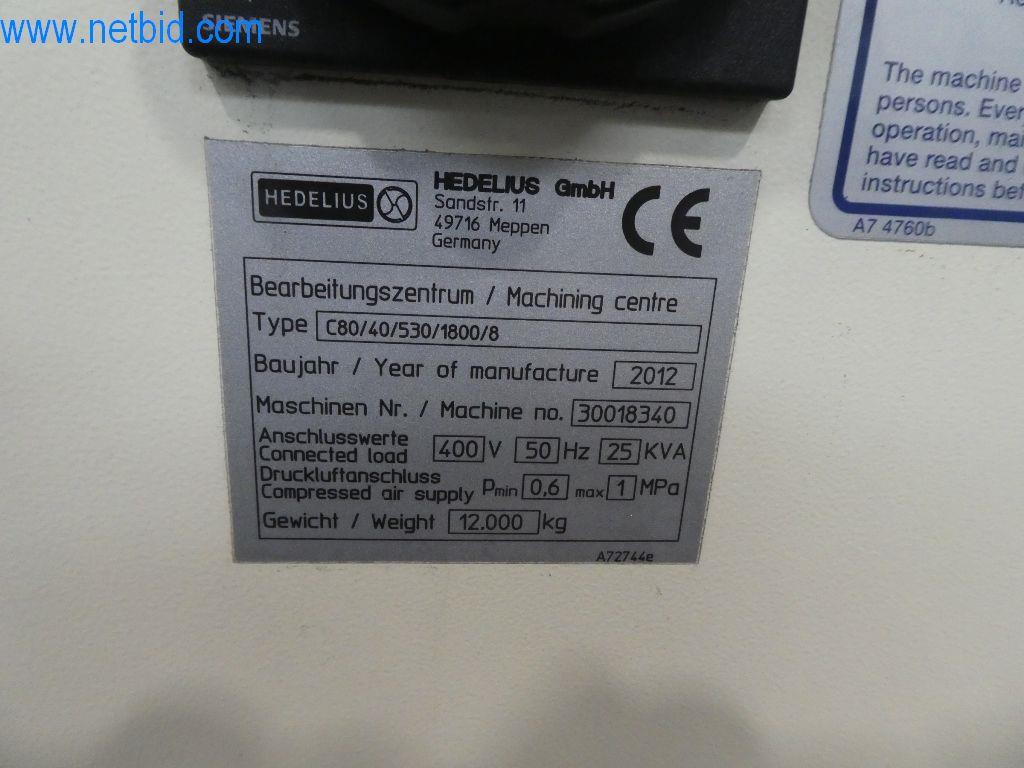 www.netbid.com
SIEMENS
The machine
persons. Ever
operation, mai
have read and
instructions bef
A7 4760b
HEDELIUS
HEDELIUS GmbH
Sandstr. 11
49716 Meppen
Germany
CE
Bearbeitungszentrum / Machining centre
Type C80/40/530/1800/8
Baujahr / Year of manufacture 2012
Maschinen Nr. / Machine no. 30018340
Anschlusswerte
Connected load 400 V 50 Hz 25 KVA
Druckluftanschluss
Compressed air supply Pmin 0,6 max 1 MPa
Gewicht / Weight 12.000 kg
A72744e